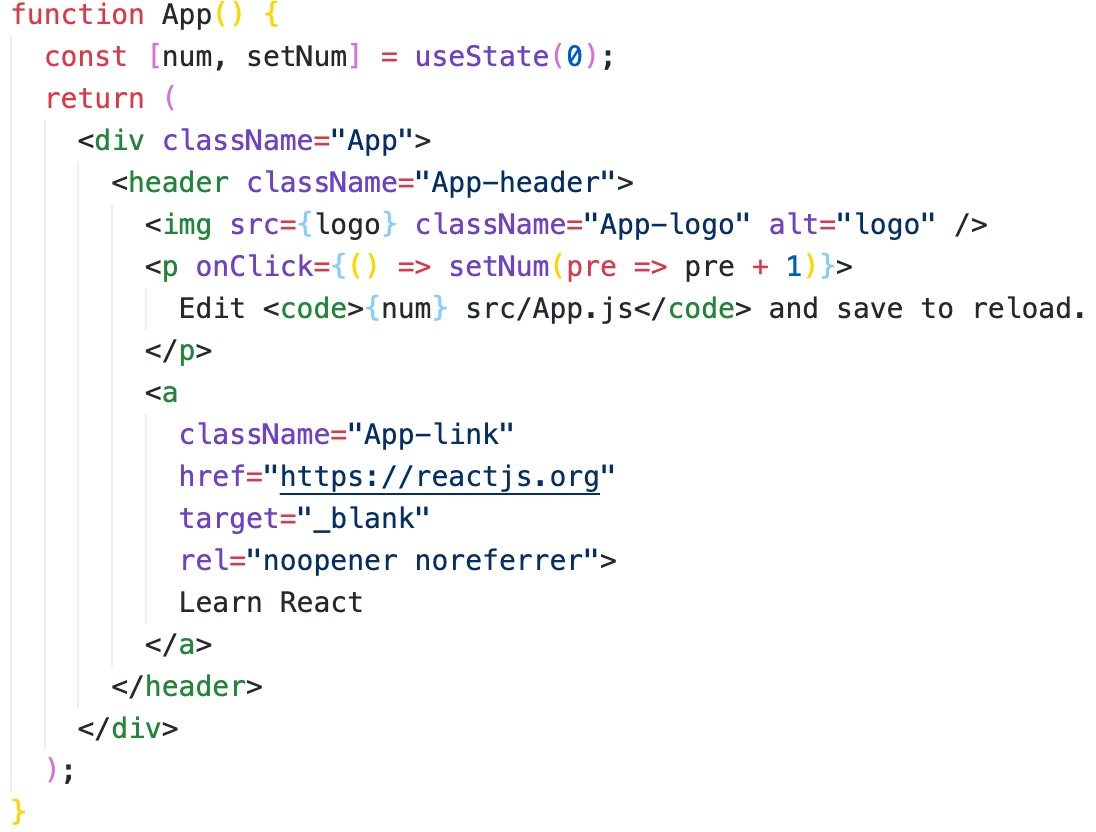 function App() {
  const [num, setNum] = useState(0);
  return (
    <div className="App">
      <header className="App-header">
        <img src={logo} className="App-logo" alt="logo" />
        <p onClick={() => setNum(pre => pre + 1)}>
          Edit <code>{num} src/App.js</code> and save to reload.
        </p>
        <a
          className="App-link"
          href="https://reactjs.org"
          target="_blank"
          rel="noopener noreferrer">
          Learn React
        </a>
      </header>
    </div>
  );
}